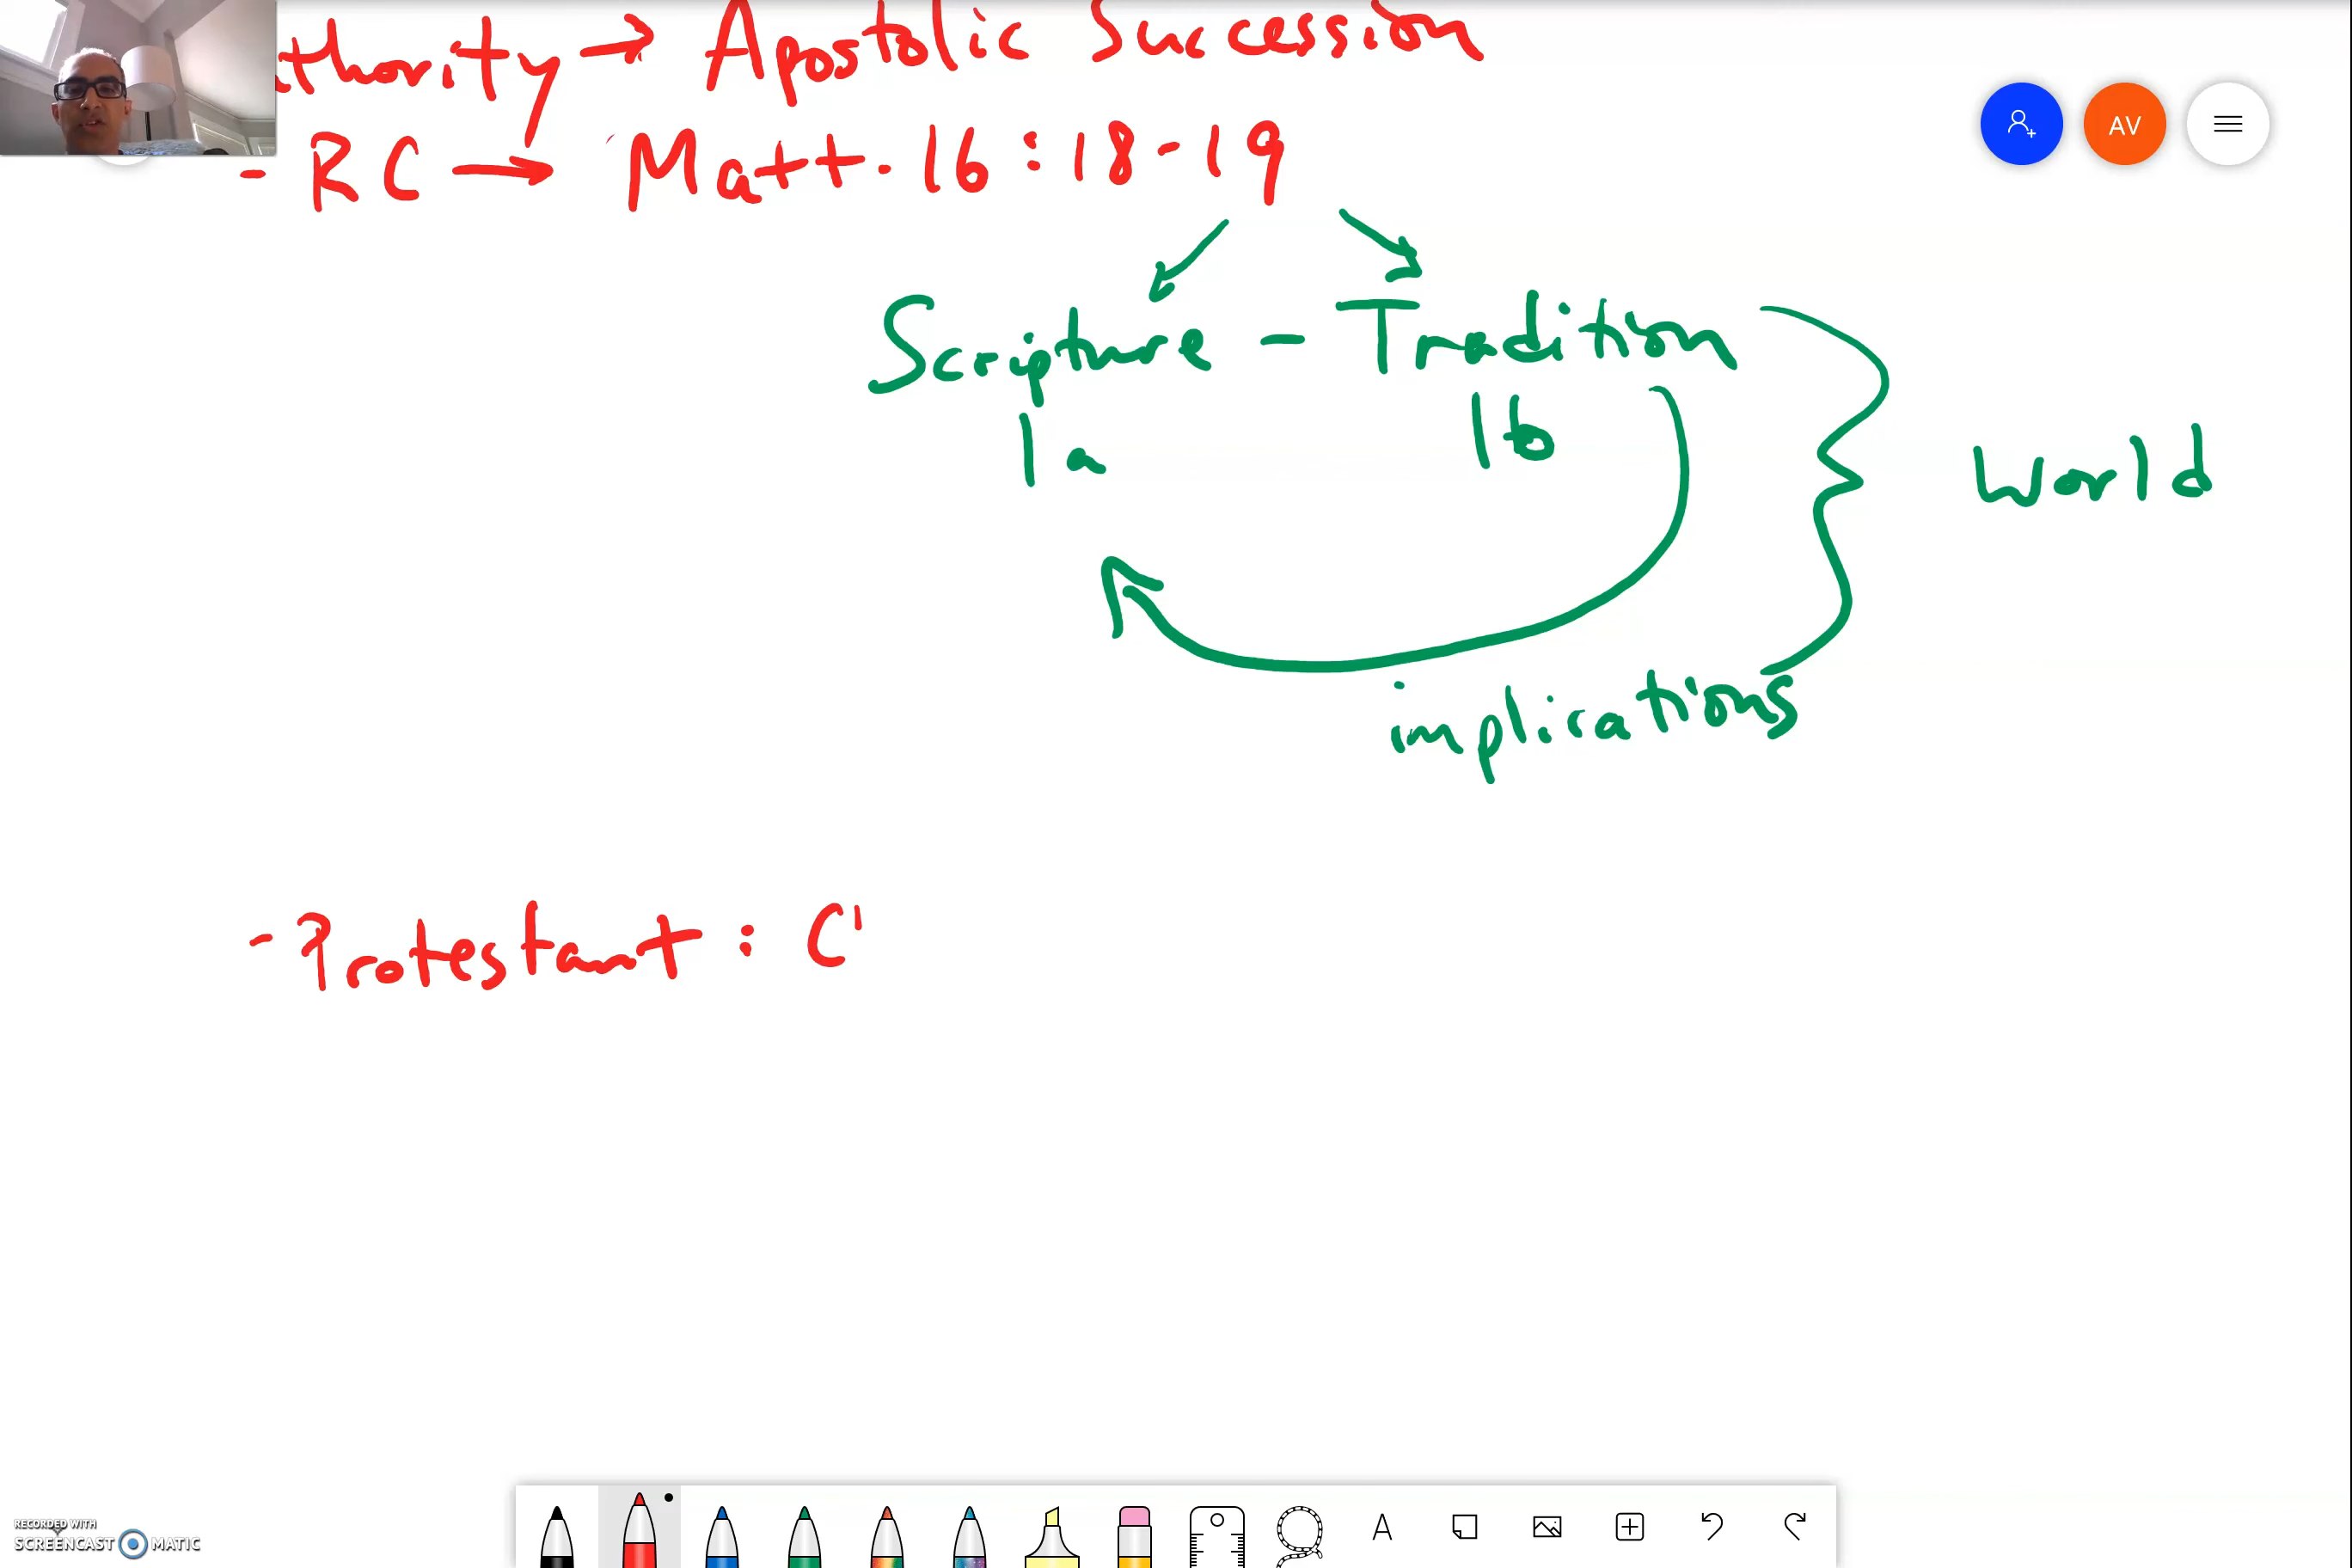 uthority → Apostolic Succession
- RC → Matt. 16:18-19
Scripture - Tradition
1a 1b
World
implications
- Protestant : C
AV
RECORDED WITH
SCREENCAST MATIC
A